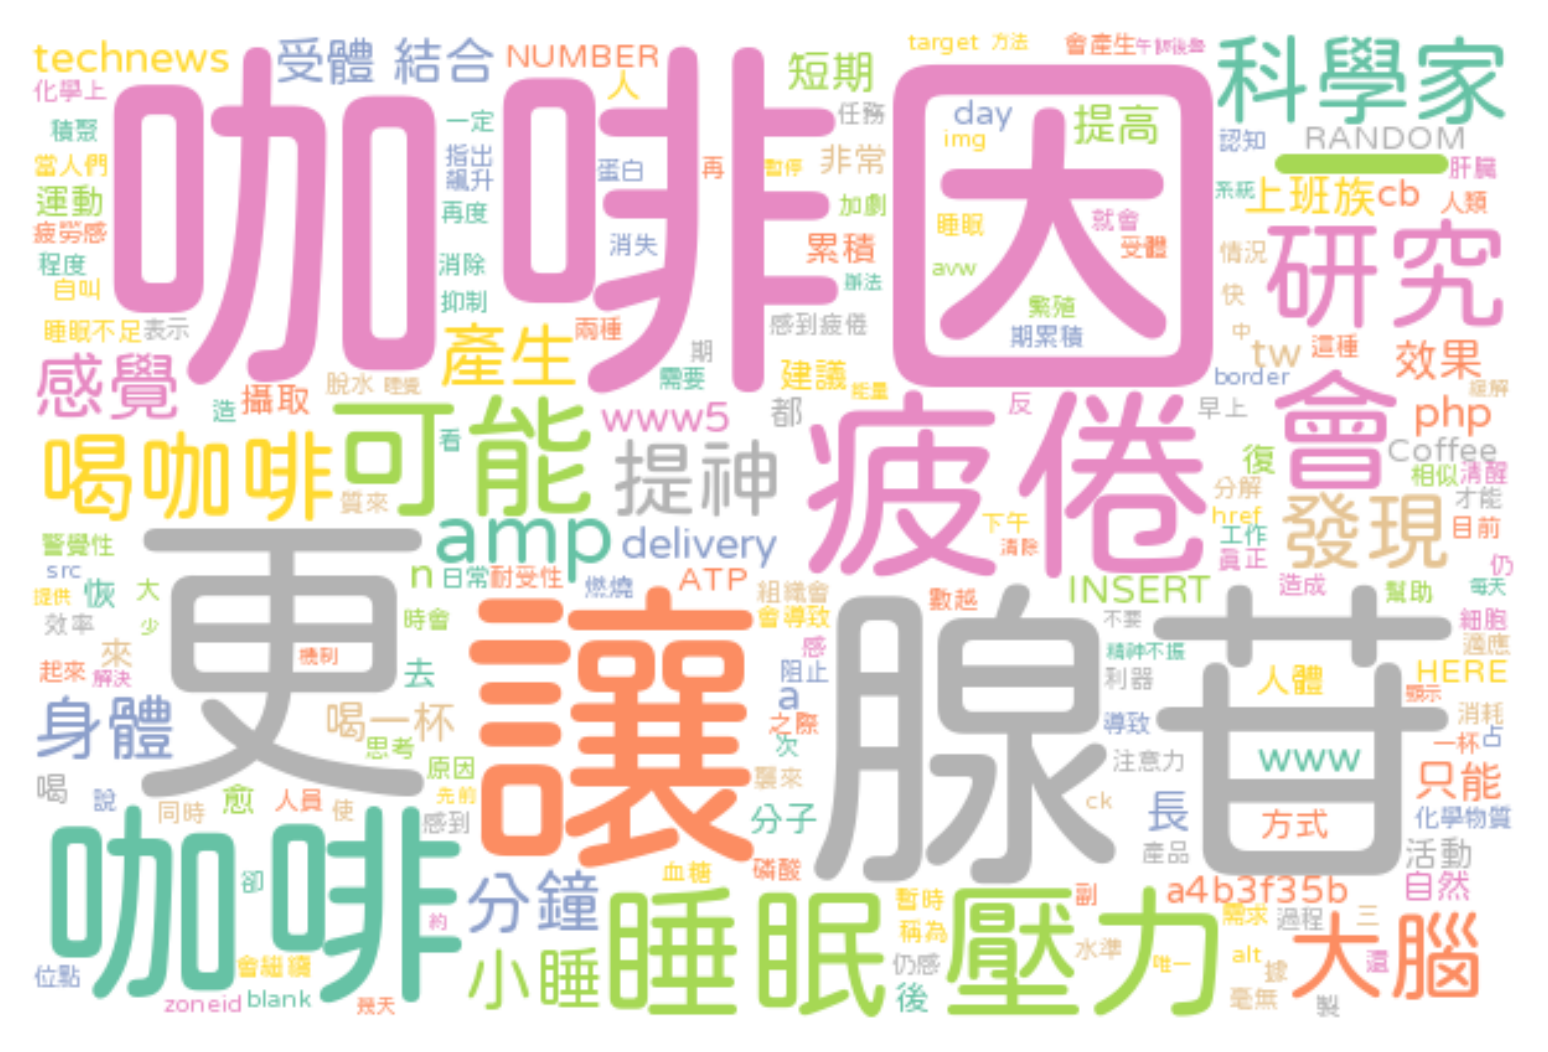 technews
受體 結合
NUMBER
人
短期
target
方法
會產生
科學家
化學上
咖啡因
一定
任務
day
提高
img
認知
RANDOM
積聚
指出
飆升
蛋白
再
暫停
非常
肝臟
當人們
運動
再度
加劇
系統
上班族
cb
人類
疲勞感
睡眠
就會
受體
消失
累積
程度
消除
avw
辦法
情況
研究
自叫
抑制
繁殖
快
睡眠不足
表示
產生
兩種
感到疲倦
期累積
中
tw
這種
效果
感覺
期
需要
建議
能量
border
緩解
攝取
脫水
睡覺
造
可能
www5
都
疲倦
反
早上
會
php
喝咖啡
看
提神
Coffee
復
相似
清醒
質來
分解
發現
才能
href
amp
delivery
下午
清除
工作
真正
目前
警覺性
src
n
日常
耐受性
燃燒
ATP
組織會
INSERT
造成
幫助
仍
每天
提供
恢
大
更
讓
會導致
數越
腺苷
不要
細胞
效率
少
時會
感
精神不振
適應
來
機制
起來
解決
去
阻止
利器
人體
HERE
顯示
身體
喝一杯
a
之際
導致
消耗
思考
次
一杯
占
原因
注意力
www
喝
襲來
只能
說
同時
愈
人員
使
先前
ck
長
方式
化學物質
感到
分子
咖啡
產品
活動
卻
血糖
磷酸
自然
分鐘
睡眠
暫時
壓力
副
a4b3f35b
約
稱為
需求
過程
三
大腦
位點
會繼續
小睡
仍感
水準
唯一
alt
據
還
zoneid
blank
幾天
後
毫無
製